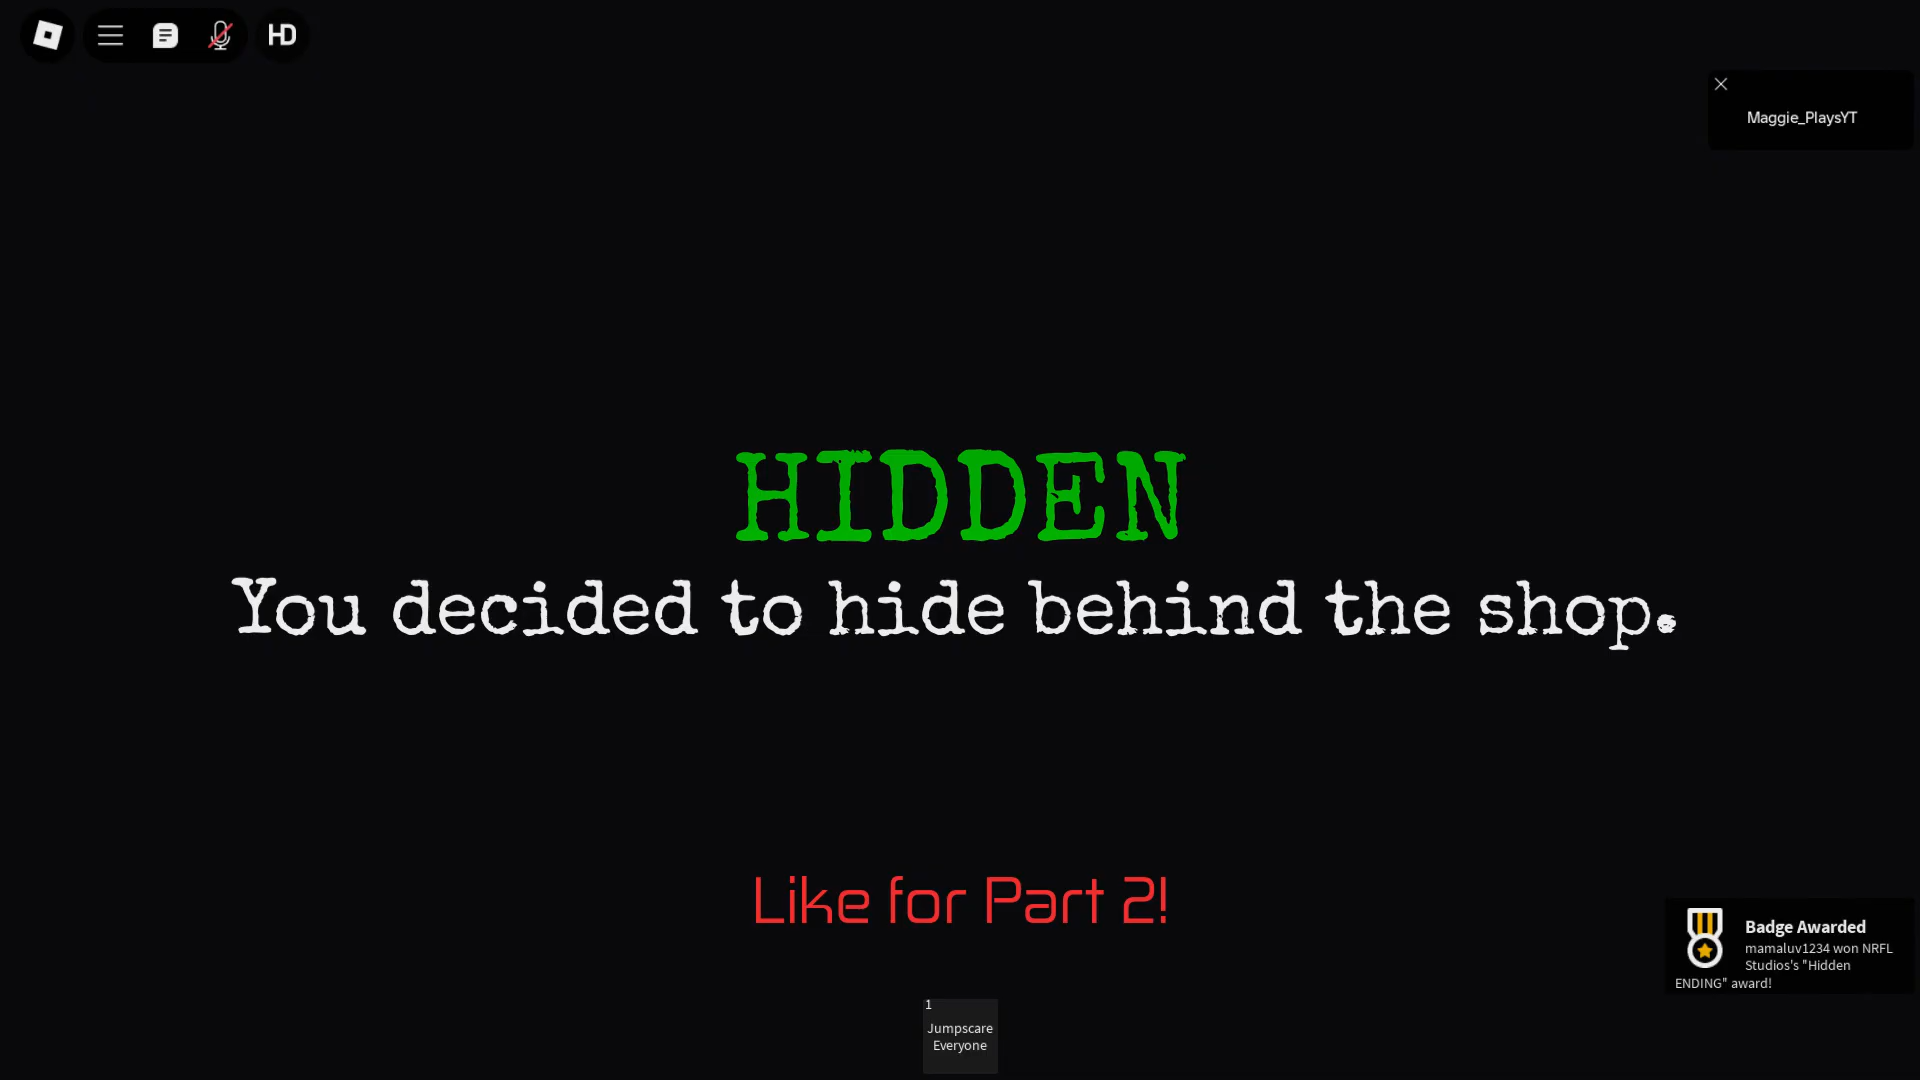 HD
Maggie_PlaysYT
HIDDEN
You decided to hide behind the shop.
Like for Part 2!
Badge Awarded
mamaluv1234 won NRFL
Studios's "Hidden
ENDING" award!
1
Jumpscare
Everyone